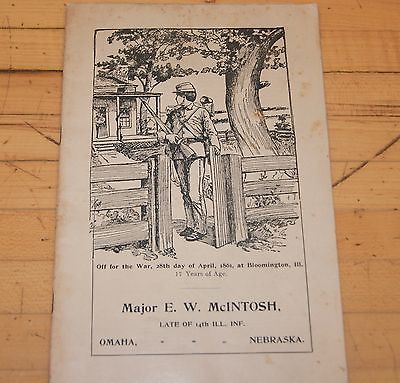 Off for the War, 28th day of April, 1861, at Bloomington, Ill.
17 Years of Age.
Major E. W. McINTOSH,
LATE OF 14th ILL. INF.
OMAHA, - - - NEBRASKA.